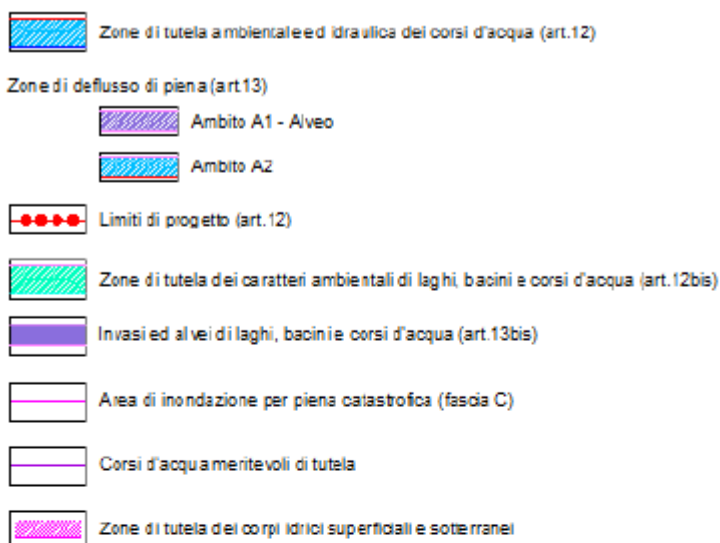 Zone di tutela ambientale ed idraulica dei corsi d'acqua (art.12)
Zone di deflusso di piena (art.13)
Ambito A1 - Alveo
Ambito A2
Limiti di progetto (art.12)
Zone di tutela dei caratteri ambientali di laghi, bacini e corsi d'acqua (art.12bis)
Invasi ed alvei di laghi, bacini e corsi d'acqua (art.13bis)
Area di inondazione per piena catastrofica (fascia C)
Corsi d'acqua meritevoli di tutela
Zone di tutela dei corpi idrici superficiali e sotterranei